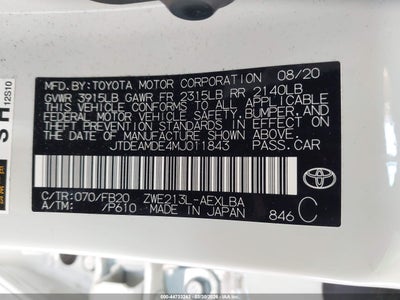 MFD.BY:TOYOTA MOTOR CORPORATION 08/20
GVWR 3915LB GAWR FR 2315LB RR 2140LB
THIS VEHICLE CONFORMS TO ALL APPLICABLE
FEDERAL MOTOR VEHICLE SAFETY, BUMPER, AND
THEFT PREVENTION STANDARDS IN EFFECT ON
THE DATE OF MANUFACTURE SHOWN ABOVE.
JTDEAMDE4MJ011843 PASS.CAR
C/TR:070/FB20 ZWE213L-AEXLBA
A/TM: /P610 MADE IN JAPAN 846 C
TOYOTA
12S10